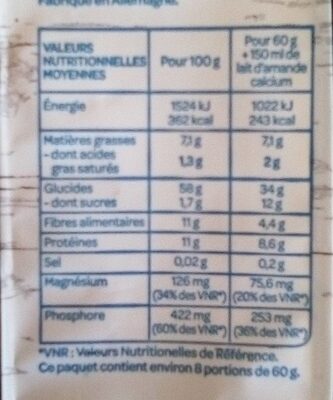 Fabriqué en Allemagne.
VALEURS NUTRITIONNELLES MOYENNES Pour 100 g Pour 60 g + 150 ml de lait d'amande calcium
Énergie 1524 kJ 1022 kJ
362 kcal 243 kcal
Matières grasses 7,1 g 7,1 g
- dont acides gras saturés 1,3 g 2 g
Glucides 58 g 34 g
- dont sucres 1,7 g 12 g
Fibres alimentaires 11 g 4,4 g
Protéines 11 g 8,6 g
Sel 0,02 g 0,2 g
Magnésium 126 mg 75,6 mg
(34% des VNR*) (20% des VNR*)
Phosphore 422 mg 253 mg
(60% des VNR*) (36% des VNR*)
*VNR : Valeurs Nutritionelles de Référence.
Ce paquet contient environ 8 portions de 60 g.